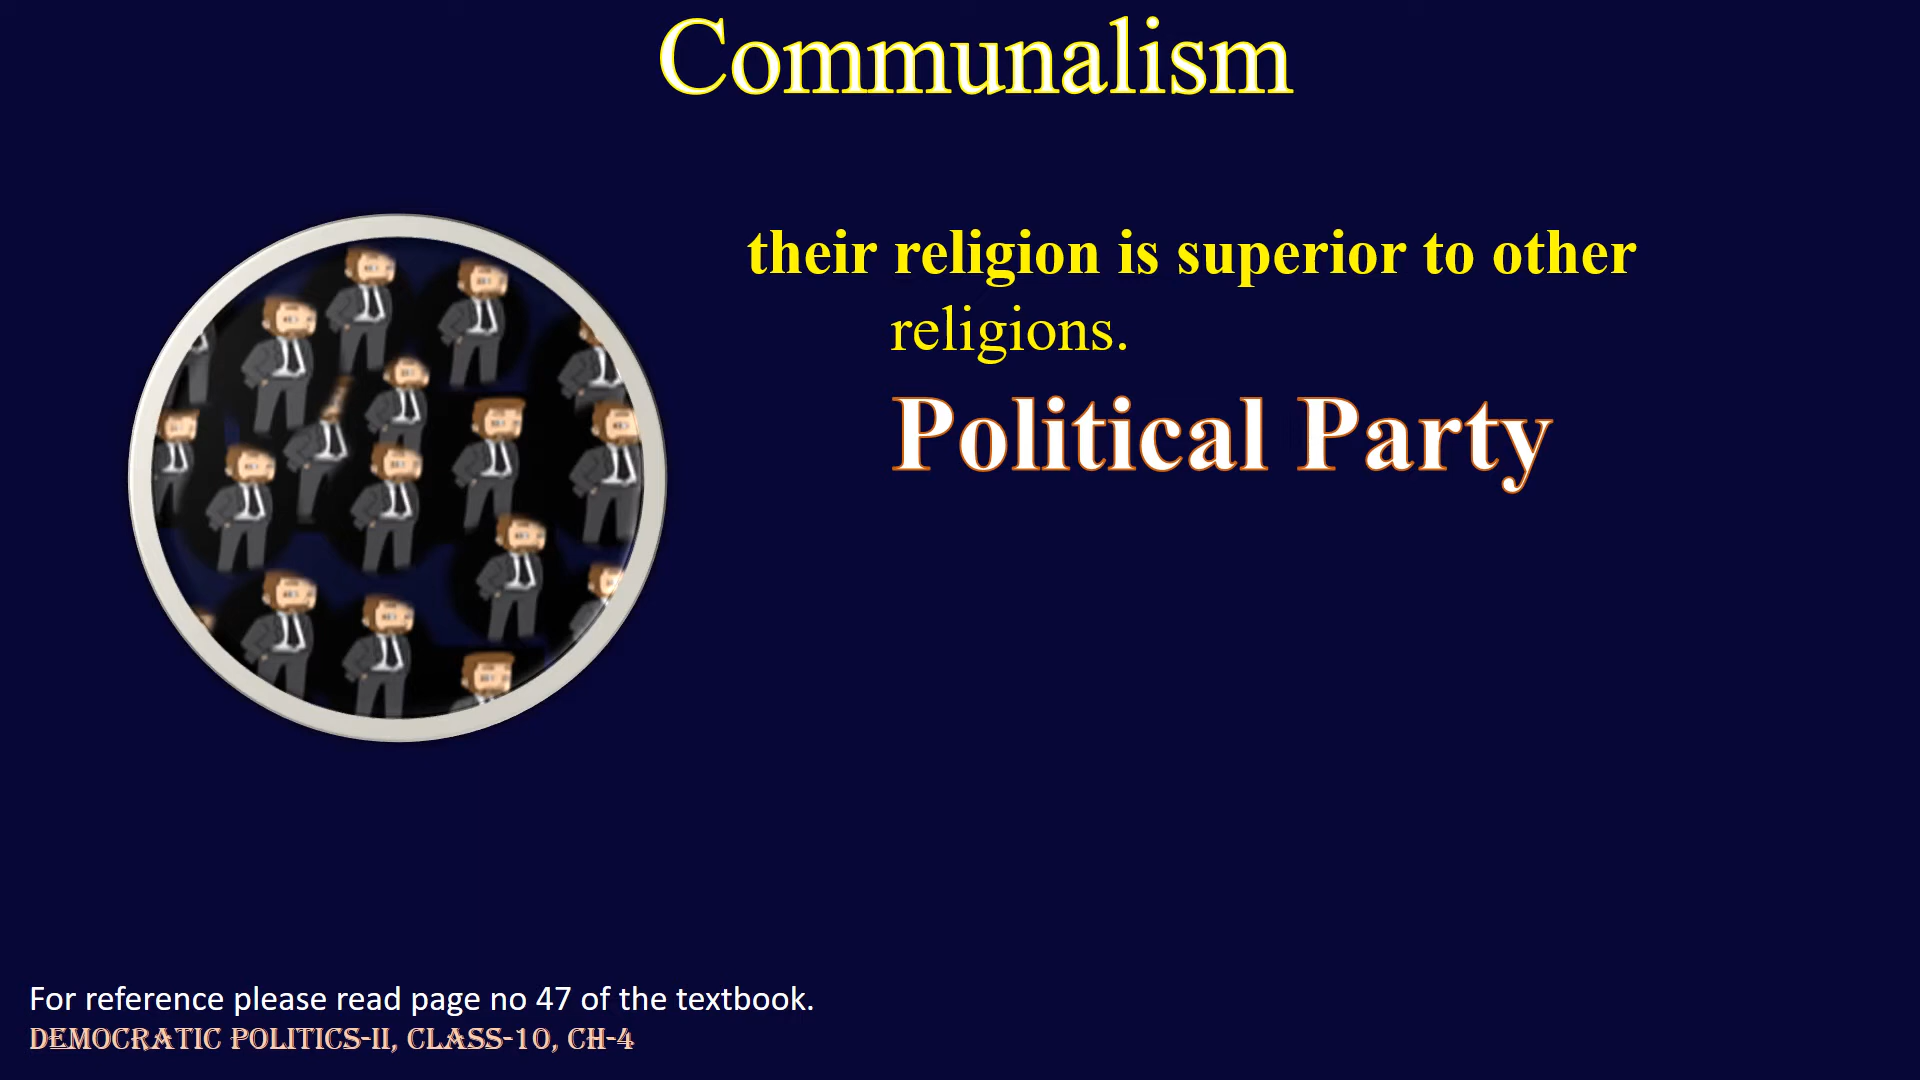 Communalism
their religion is superior to other
religions.
Political Party
For reference please read page no 47 of the textbook.
DEMOCRATIC POLITICS-II, CLASS-10, CH-4